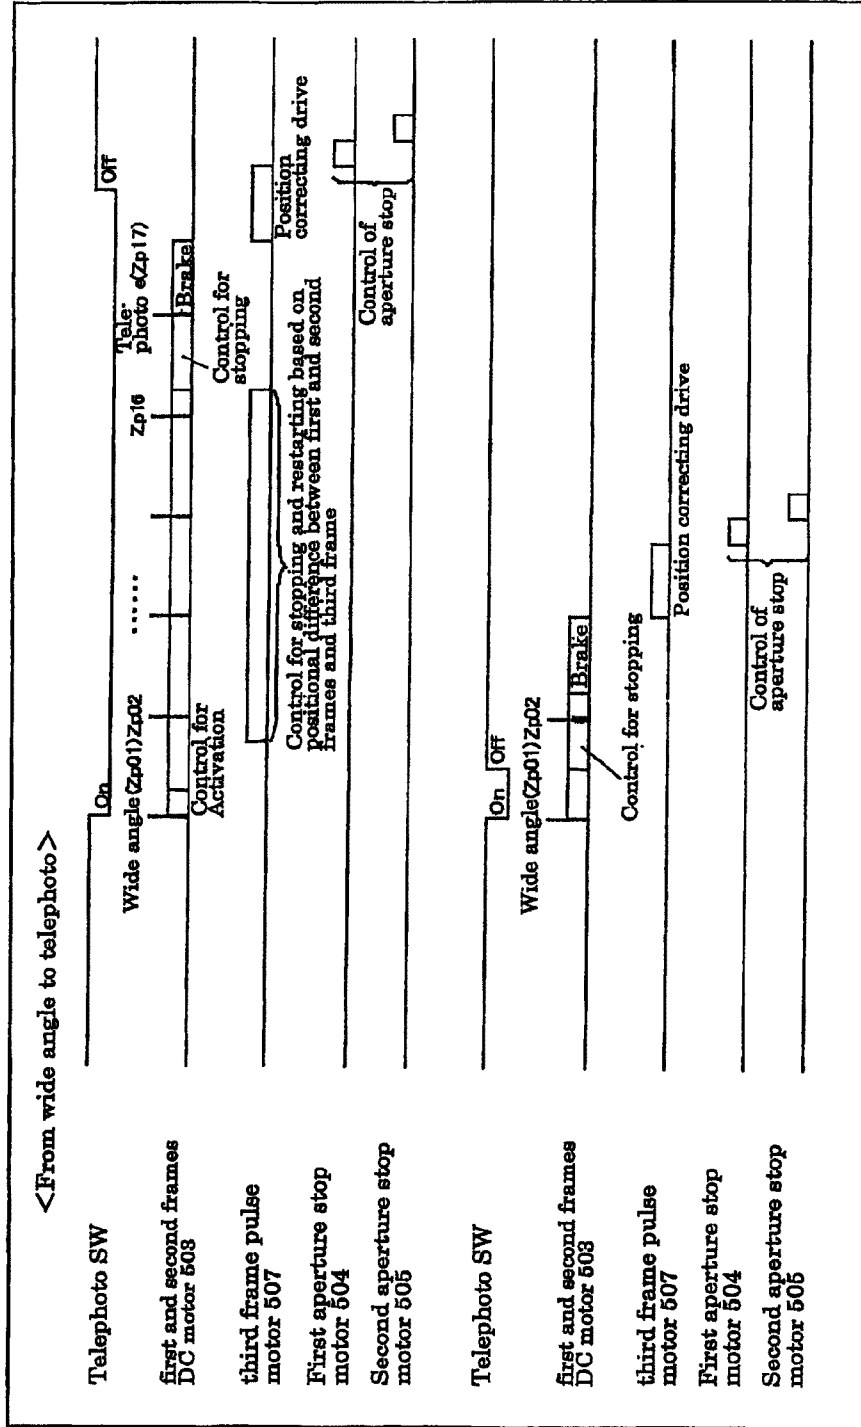 <From wide angle to telephoto>
Telephoto SW
On
Off
Wide angle(Zp01)Zp02
......
Zp16
Tele-
photo e(Zp17)
first and second frames
DC motor 503
Control for
Activation
Control for
stopping
Brake
third frame pulse
motor 507
Control for stopping and restarting based on
positional difference between first and second
frames and third frame
Position
correcting drive
First aperture stop
motor 504
Second aperture stop
motor 505
Control of
aperture stop
Telephoto SW
On
Off
Wide angle(Zp01)Zp02
first and second frames
DC motor 503
Brake
Control for stopping
third frame pulse
motor 507
Position correcting drive
First aperture stop
motor 504
Second aperture stop
motor 505
Control of
aperture stop